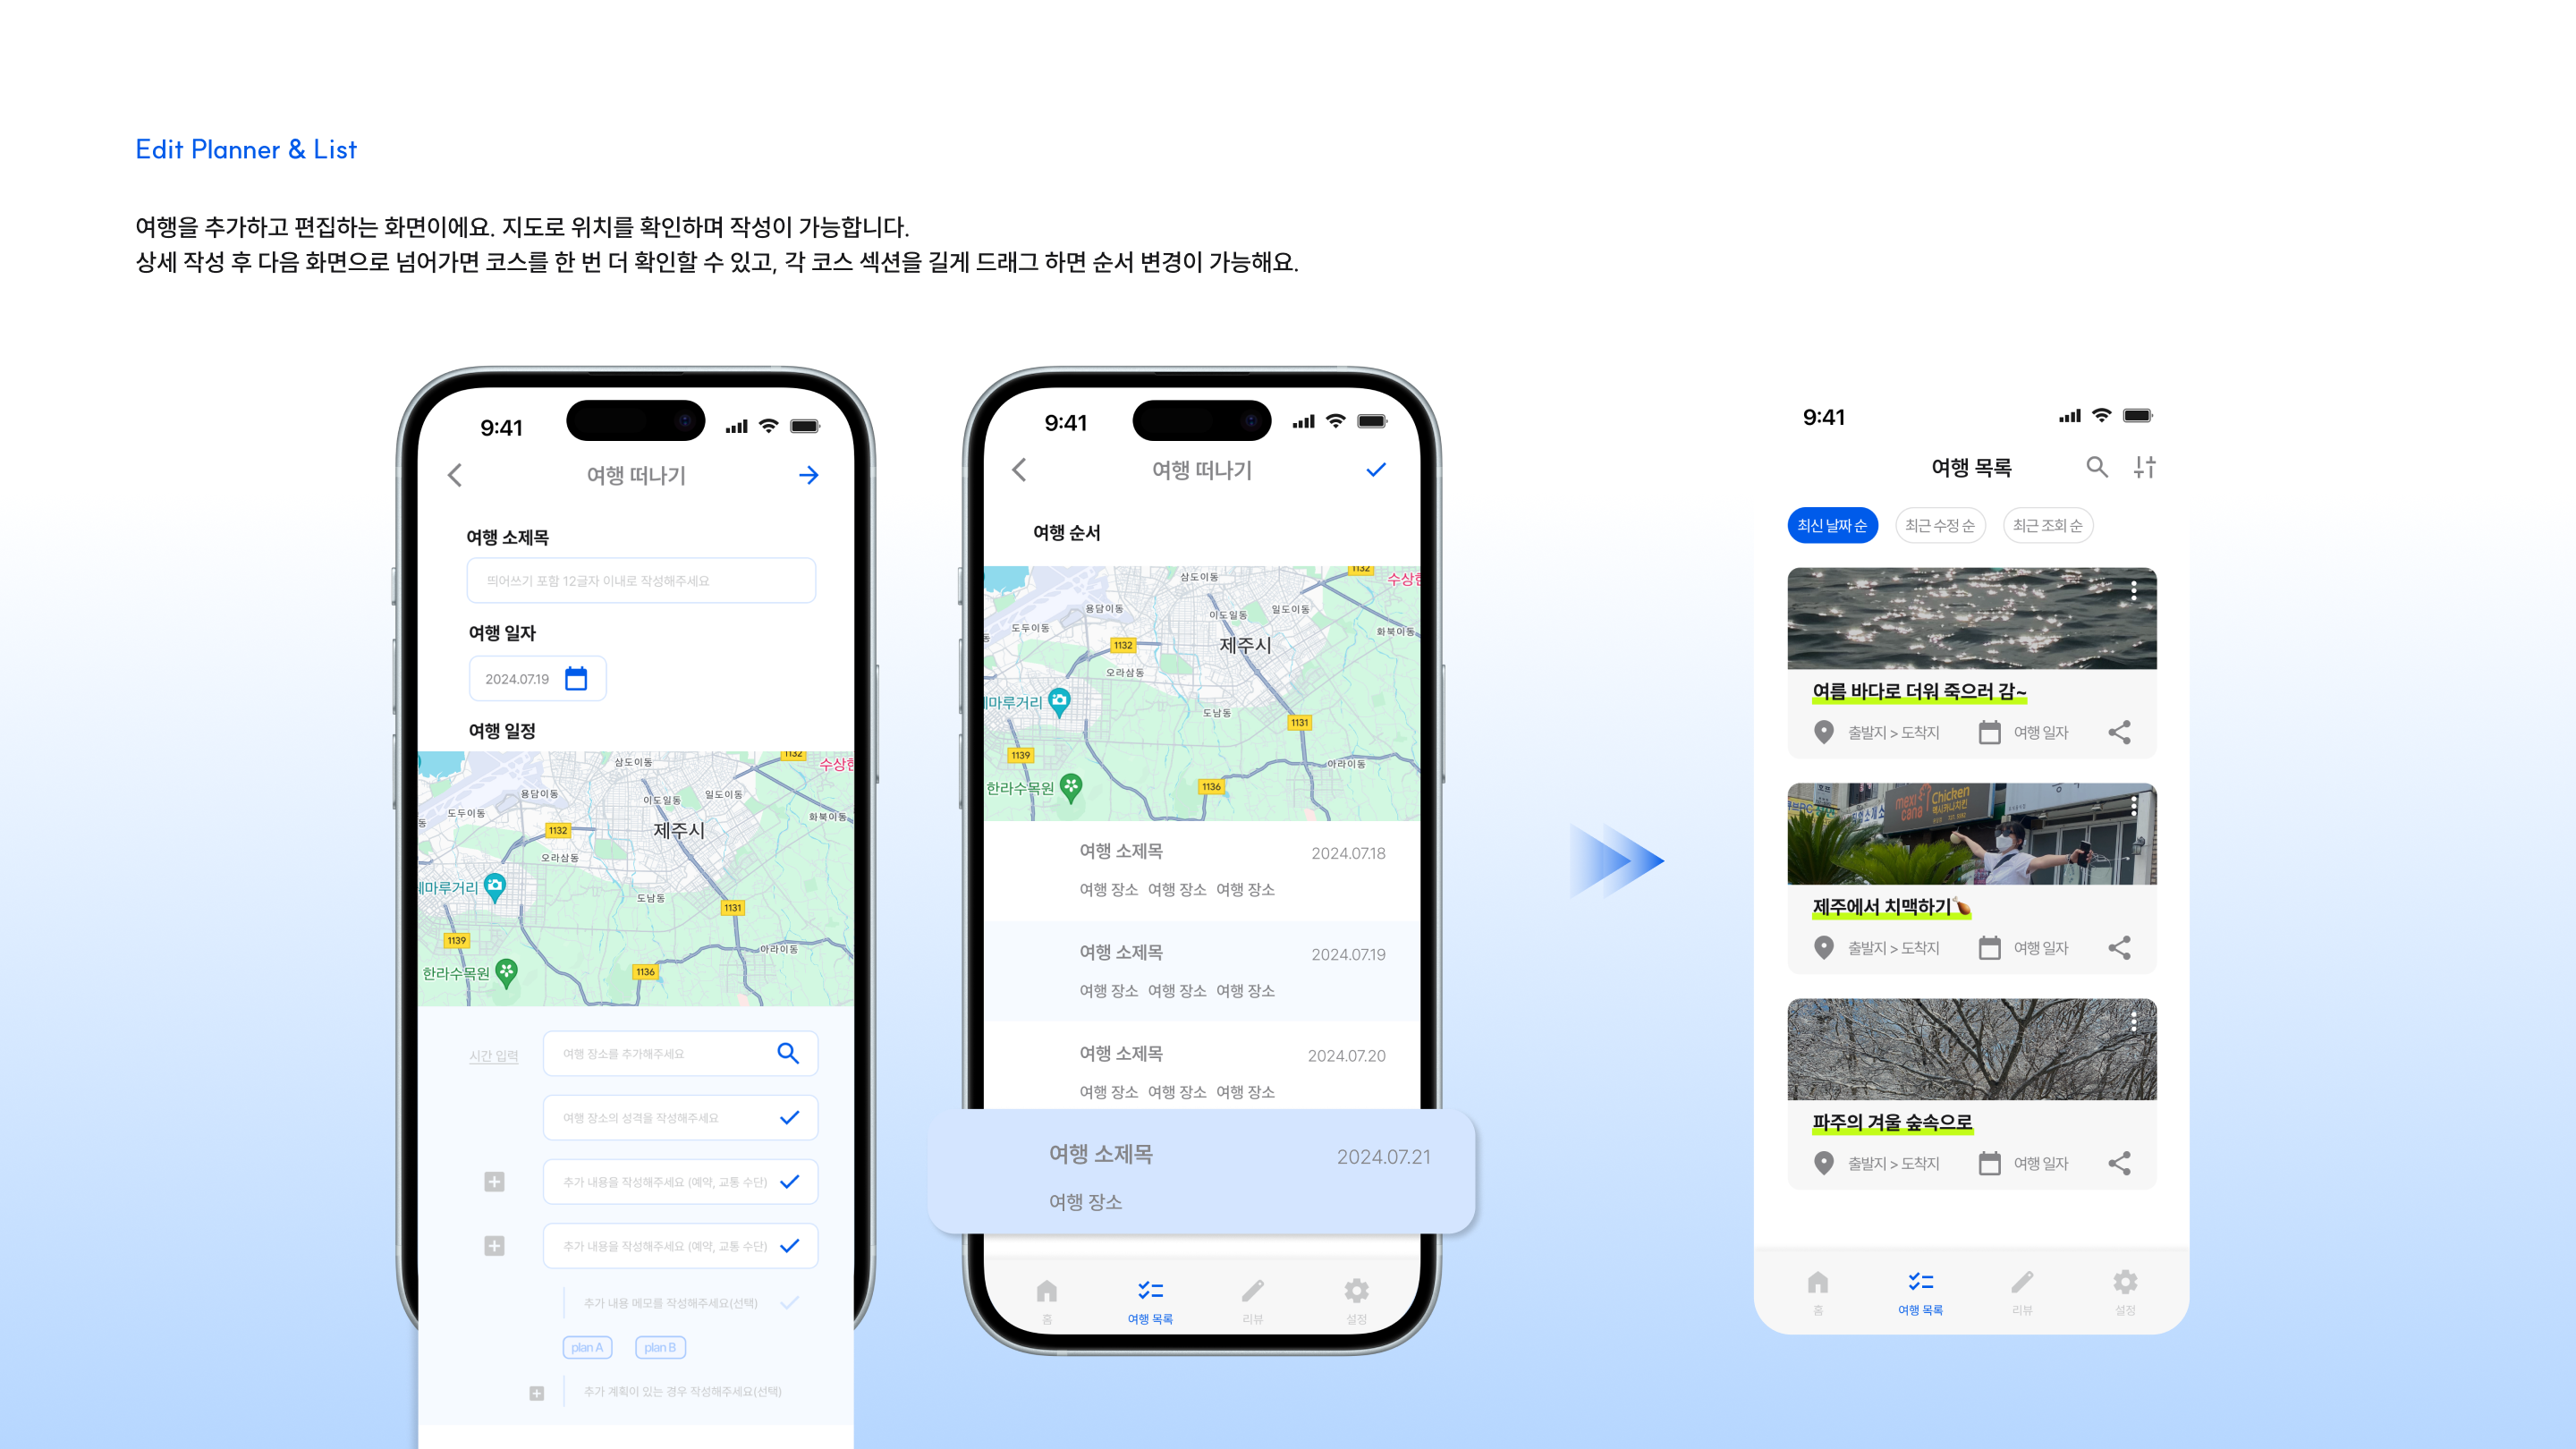 Edit Planner & List
여행을 추가하고 편집하는 화면이에요. 지도로 위치를 확인하며 작성이 가능합니다.
상세 작성 후 다음 화면으로 넘어가면 코스를 한 번 더 확인할 수 있고, 각 코스 섹션을 길게 드래그 하면 순서 변경이 가능해요.
9:41
여행 떠나기
여행 소제목
띄어쓰기 포함 12글자 이내로 작성해주세요
여행 일자
2024.07.19
여행 일정
1132
삼도이동
수상한
용담이동
이도일동
일도이동
도두이동
화북이동
1132
제주시
오라삼동
마루거리
도남동
1131
1139
아라이동
한라수목원
1136
시간 입력
여행 장소를 추가해주세요
여행 장소의 성격을 작성해주세요
추가 내용을 작성해주세요 (예약, 교통 수단)
추가 내용을 작성해주세요 (예약, 교통 수단)
추가 내용 메모를 작성해주세요(선택)
plan A
plan B
추가 계획이 있는 경우 작성해주세요(선택)
9:41
여행 떠나기
여행 순서
1132
삼도이동
수상한
용담이동
이도일동
일도이동
도두이동
화북이동
1132
제주시
오라삼동
마루거리
도남동
1131
1139
아라이동
한라수목원
1136
여행 소제목 2024.07.18
여행 장소 여행 장소 여행 장소
여행 소제목 2024.07.19
여행 장소 여행 장소 여행 장소
여행 소제목 2024.07.20
여행 장소 여행 장소 여행 장소
여행 소제목 2024.07.21
여행 장소
홈 여행 목록 리뷰 설정
9:41
여행 목록
최신 날짜 순 최근 수정 순 최근 조회 순
여름 바다로 더워 죽으러 감~
출발지 > 도착지 여행 일자
mexi cana Chicken
멕시카나치킨
제주에서 치맥하기🍗
출발지 > 도착지 여행 일자
파주의 겨울 숲속으로
출발지 > 도착지 여행 일자
홈 여행 목록 리뷰 설정